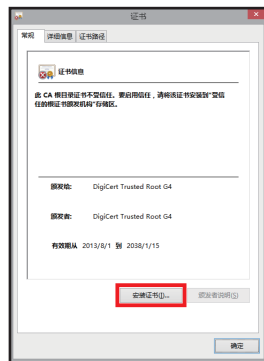 证书
常规 详细信息 证书路径
证书信息
此 CA 根目录证书不受信任。要启用信任，请将该证书安装到"受信
任的根证书颁发机构"存储区。
颁发给: DigiCert Trusted Root G4
颁发者: DigiCert Trusted Root G4
有效期从 2013/8/1 到 2038/1/15
安装证书(I)... 颁发者说明(S)
确定